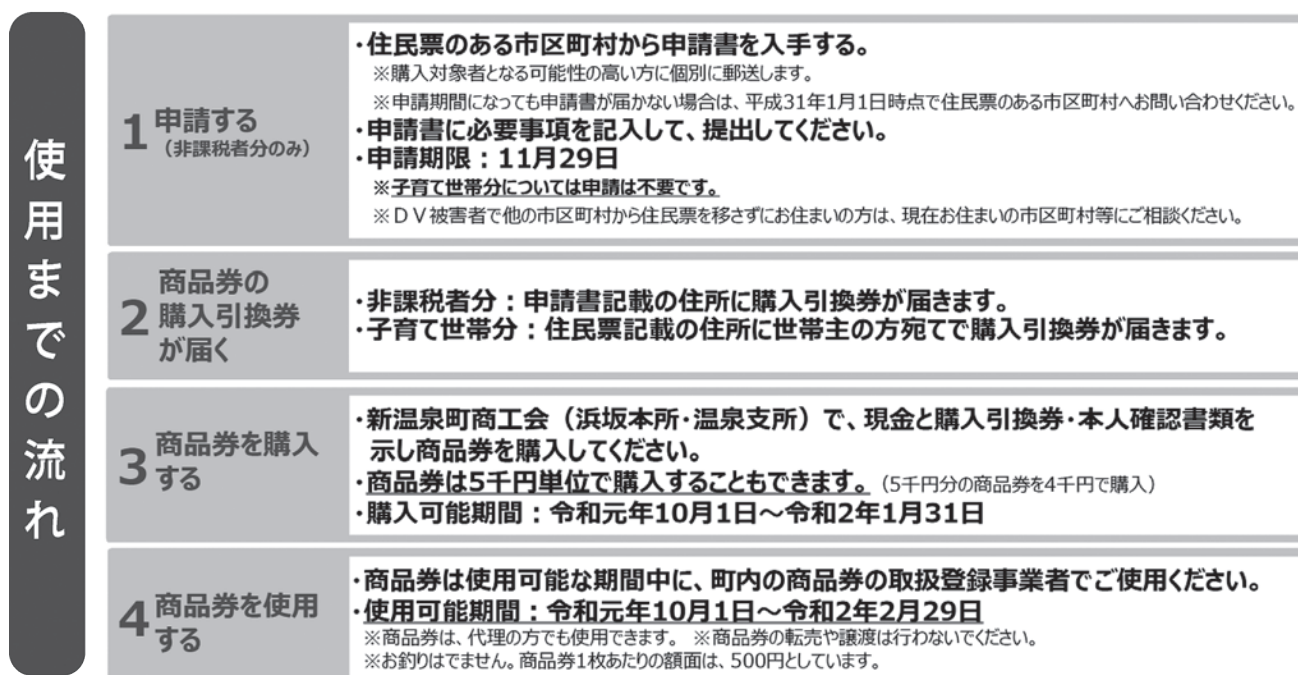 使用までの流れ
1 申請する
(非課税者分のみ)
・住民票のある市区町村から申請書を入手する。
※購入対象者となる可能性の高い方に個別に郵送します。
※申請期間になっても申請書が届かない場合は、平成31年1月1日時点で住民票のある市区町村へお問い合わせください。
・申請書に必要事項を記入して、提出してください。
・申請期限：11月29日
※子育て世帯分については申請は不要です。
※ＤＶ被害者で他の市区町村から住民票を移さずにお住まいの方は、現在お住まいの市区町村等にご相談ください。
2 商品券の
購入引換券
が届く
・非課税者分：申請書記載の住所に購入引換券が届きます。
・子育て世帯分：住民票記載の住所に世帯主の方宛てで購入引換券が届きます。
3 商品券を購入
する
・新温泉町商工会（浜坂本所・温泉支所）で、現金と購入引換券・本人確認書類を
示し商品券を購入してください。
・商品券は5千円単位で購入することもできます。（5千円分の商品券を4千円で購入）
・購入可能期間：令和元年10月1日～令和2年1月31日
4 商品券を使用
する
・商品券は使用可能な期間中に、町内の商品券の取扱登録事業者でご使用ください。
・使用可能期間：令和元年10月1日～令和2年2月29日
※商品券は、代理の方でも使用できます。 ※商品券の転売や譲渡は行わないでください。
※お釣りはでません。商品券1枚あたりの額面は、500円としています。